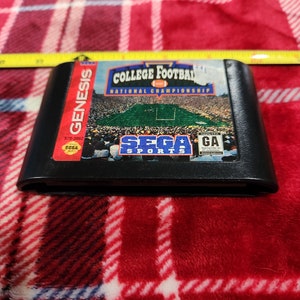 GENESIS
SEGA
COLLEGE FOOTBALL
NATIONAL CHAMPIONSHIP
SEGA
SPORTS
GA